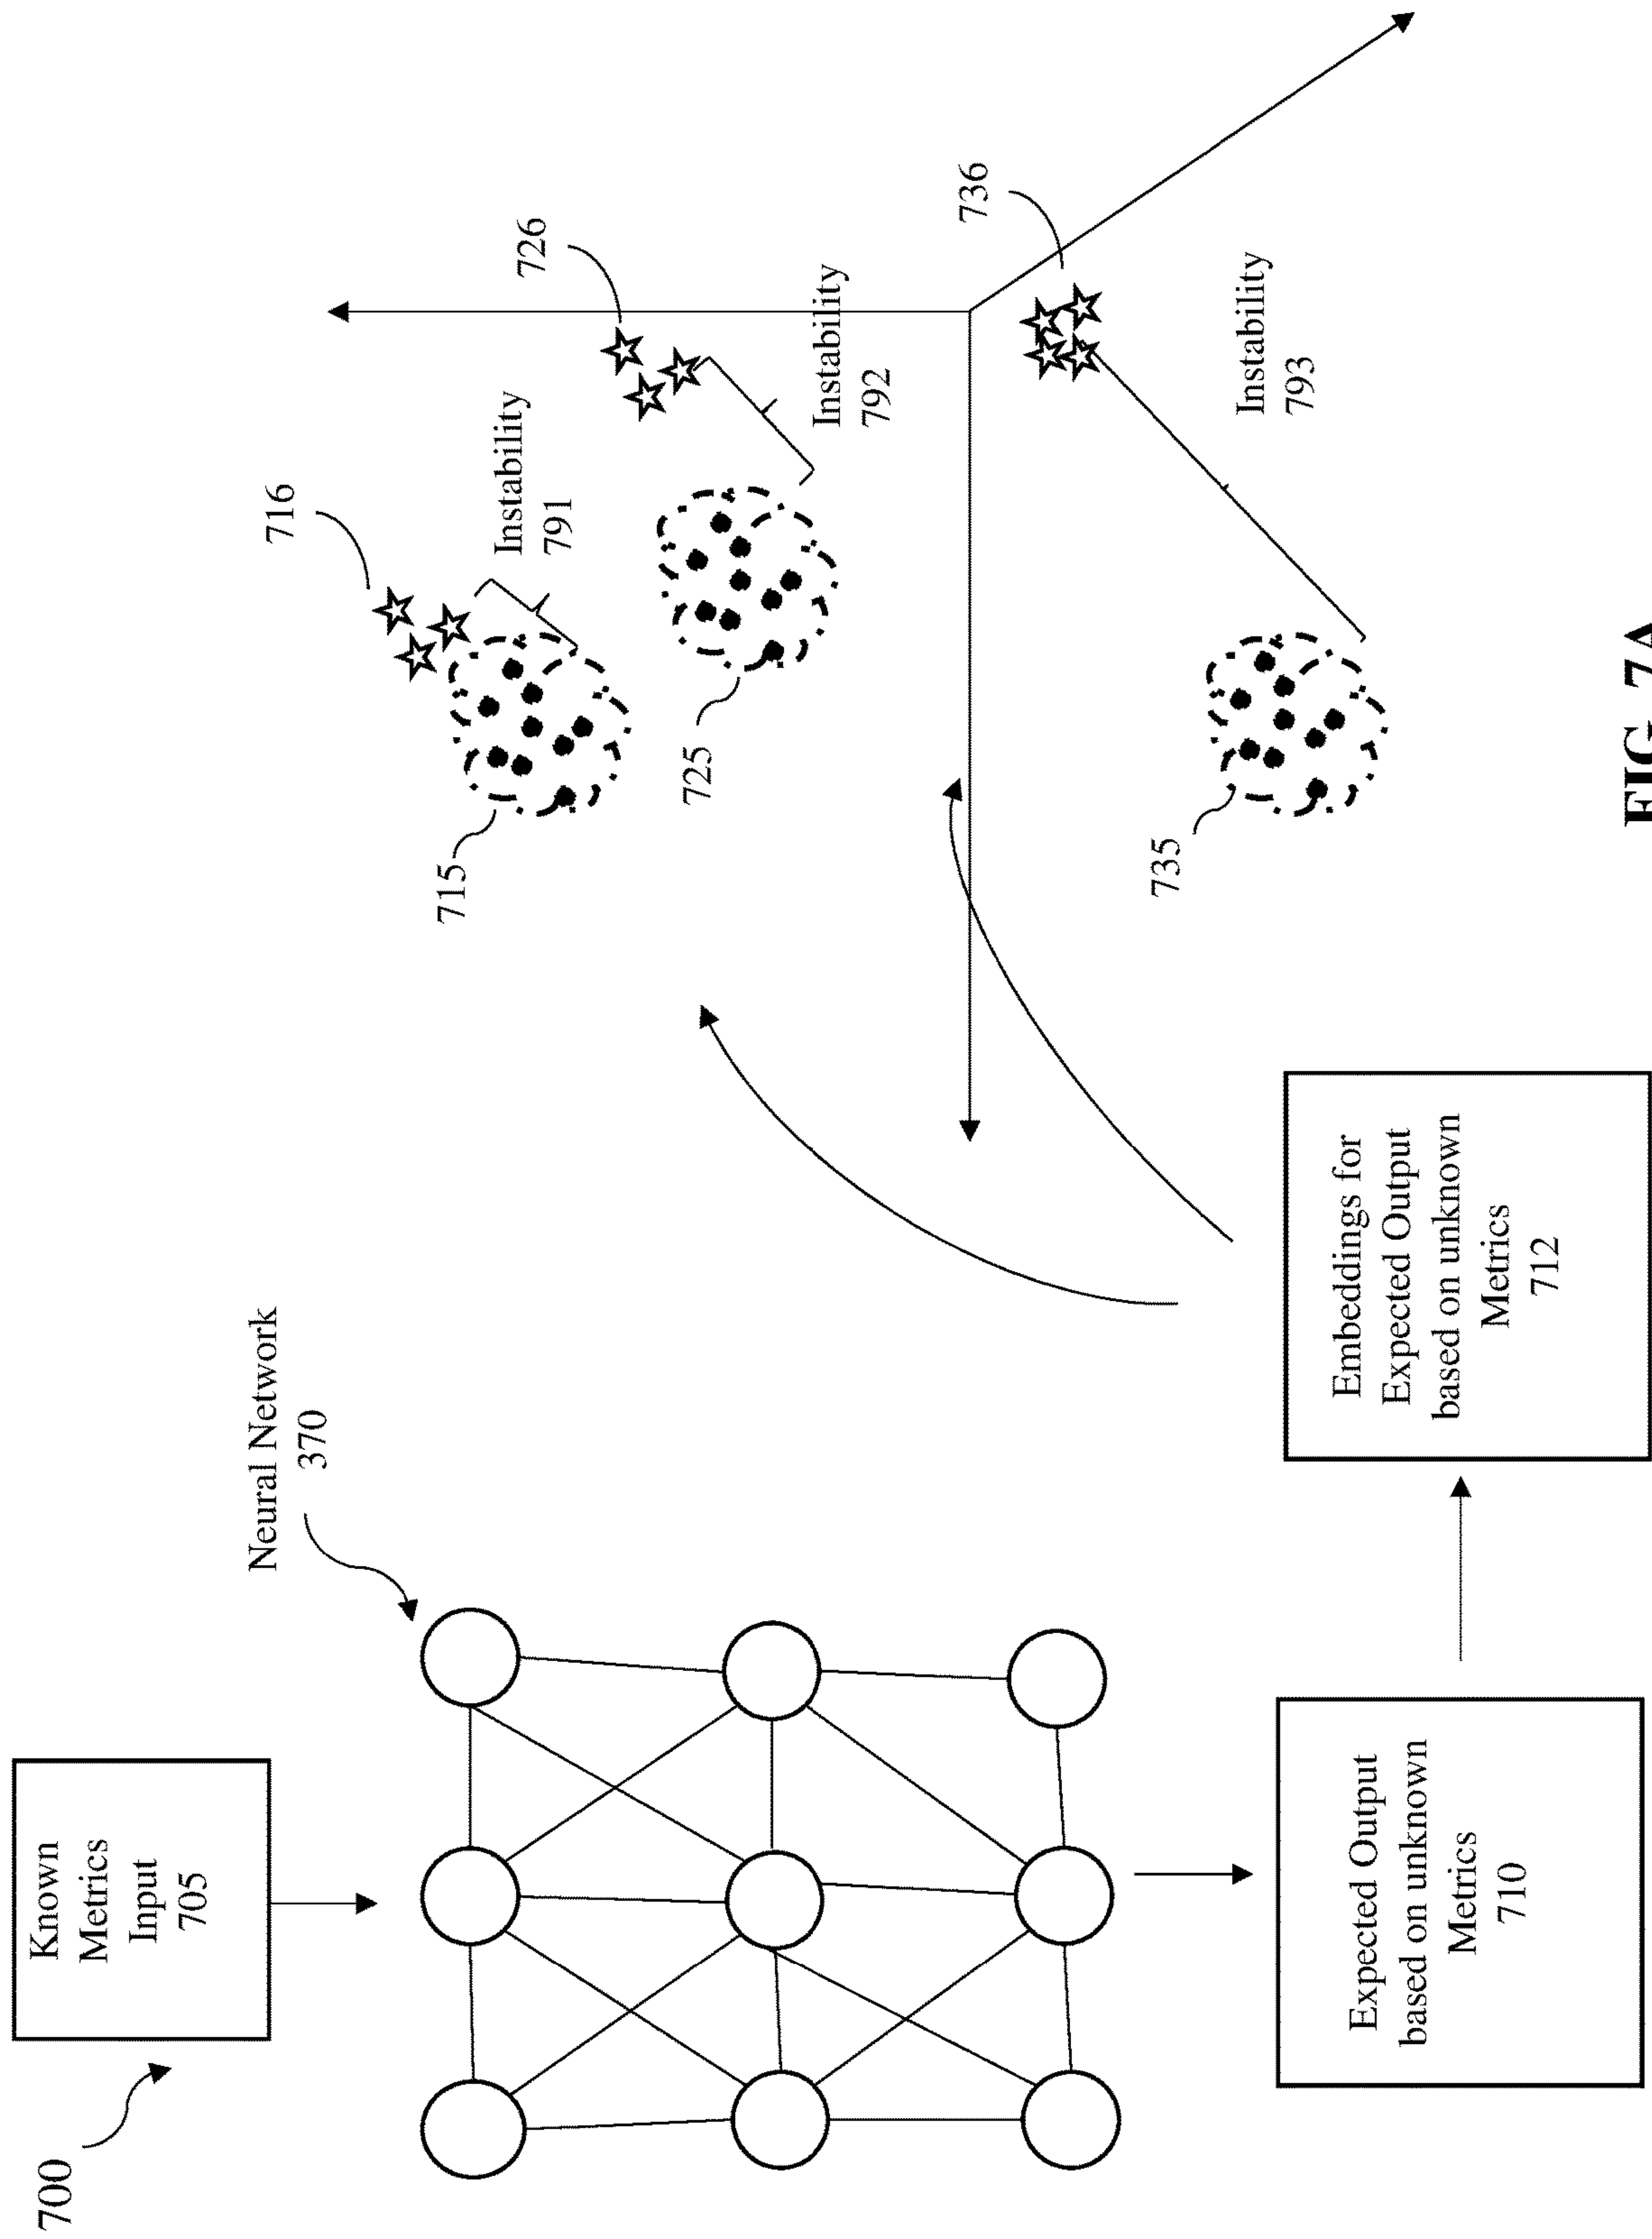 700
Known
Metrics
Input
705
Neural Network
370
Expected Output
based on unknown
Metrics
710
Embeddings for
Expected Output
based on unknown
Metrics
712
715
716
Instability
791
725
726
Instability
792
735
736
Instability
793
FIG. 7A